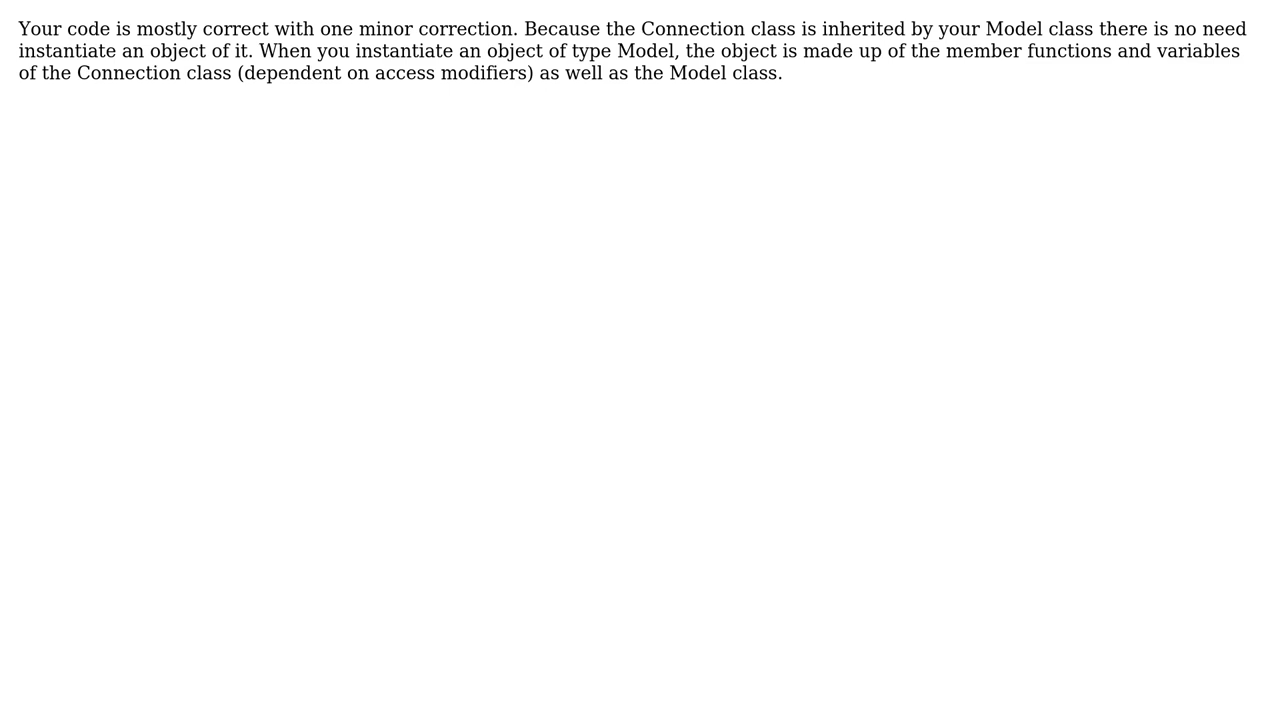 Your code is mostly correct with one minor correction. Because the Connection class is inherited by your Model class there is no need
instantiate an object of it. When you instantiate an object of type Model, the object is made up of the member functions and variables
of the Connection class (dependent on access modifiers) as well as the Model class.